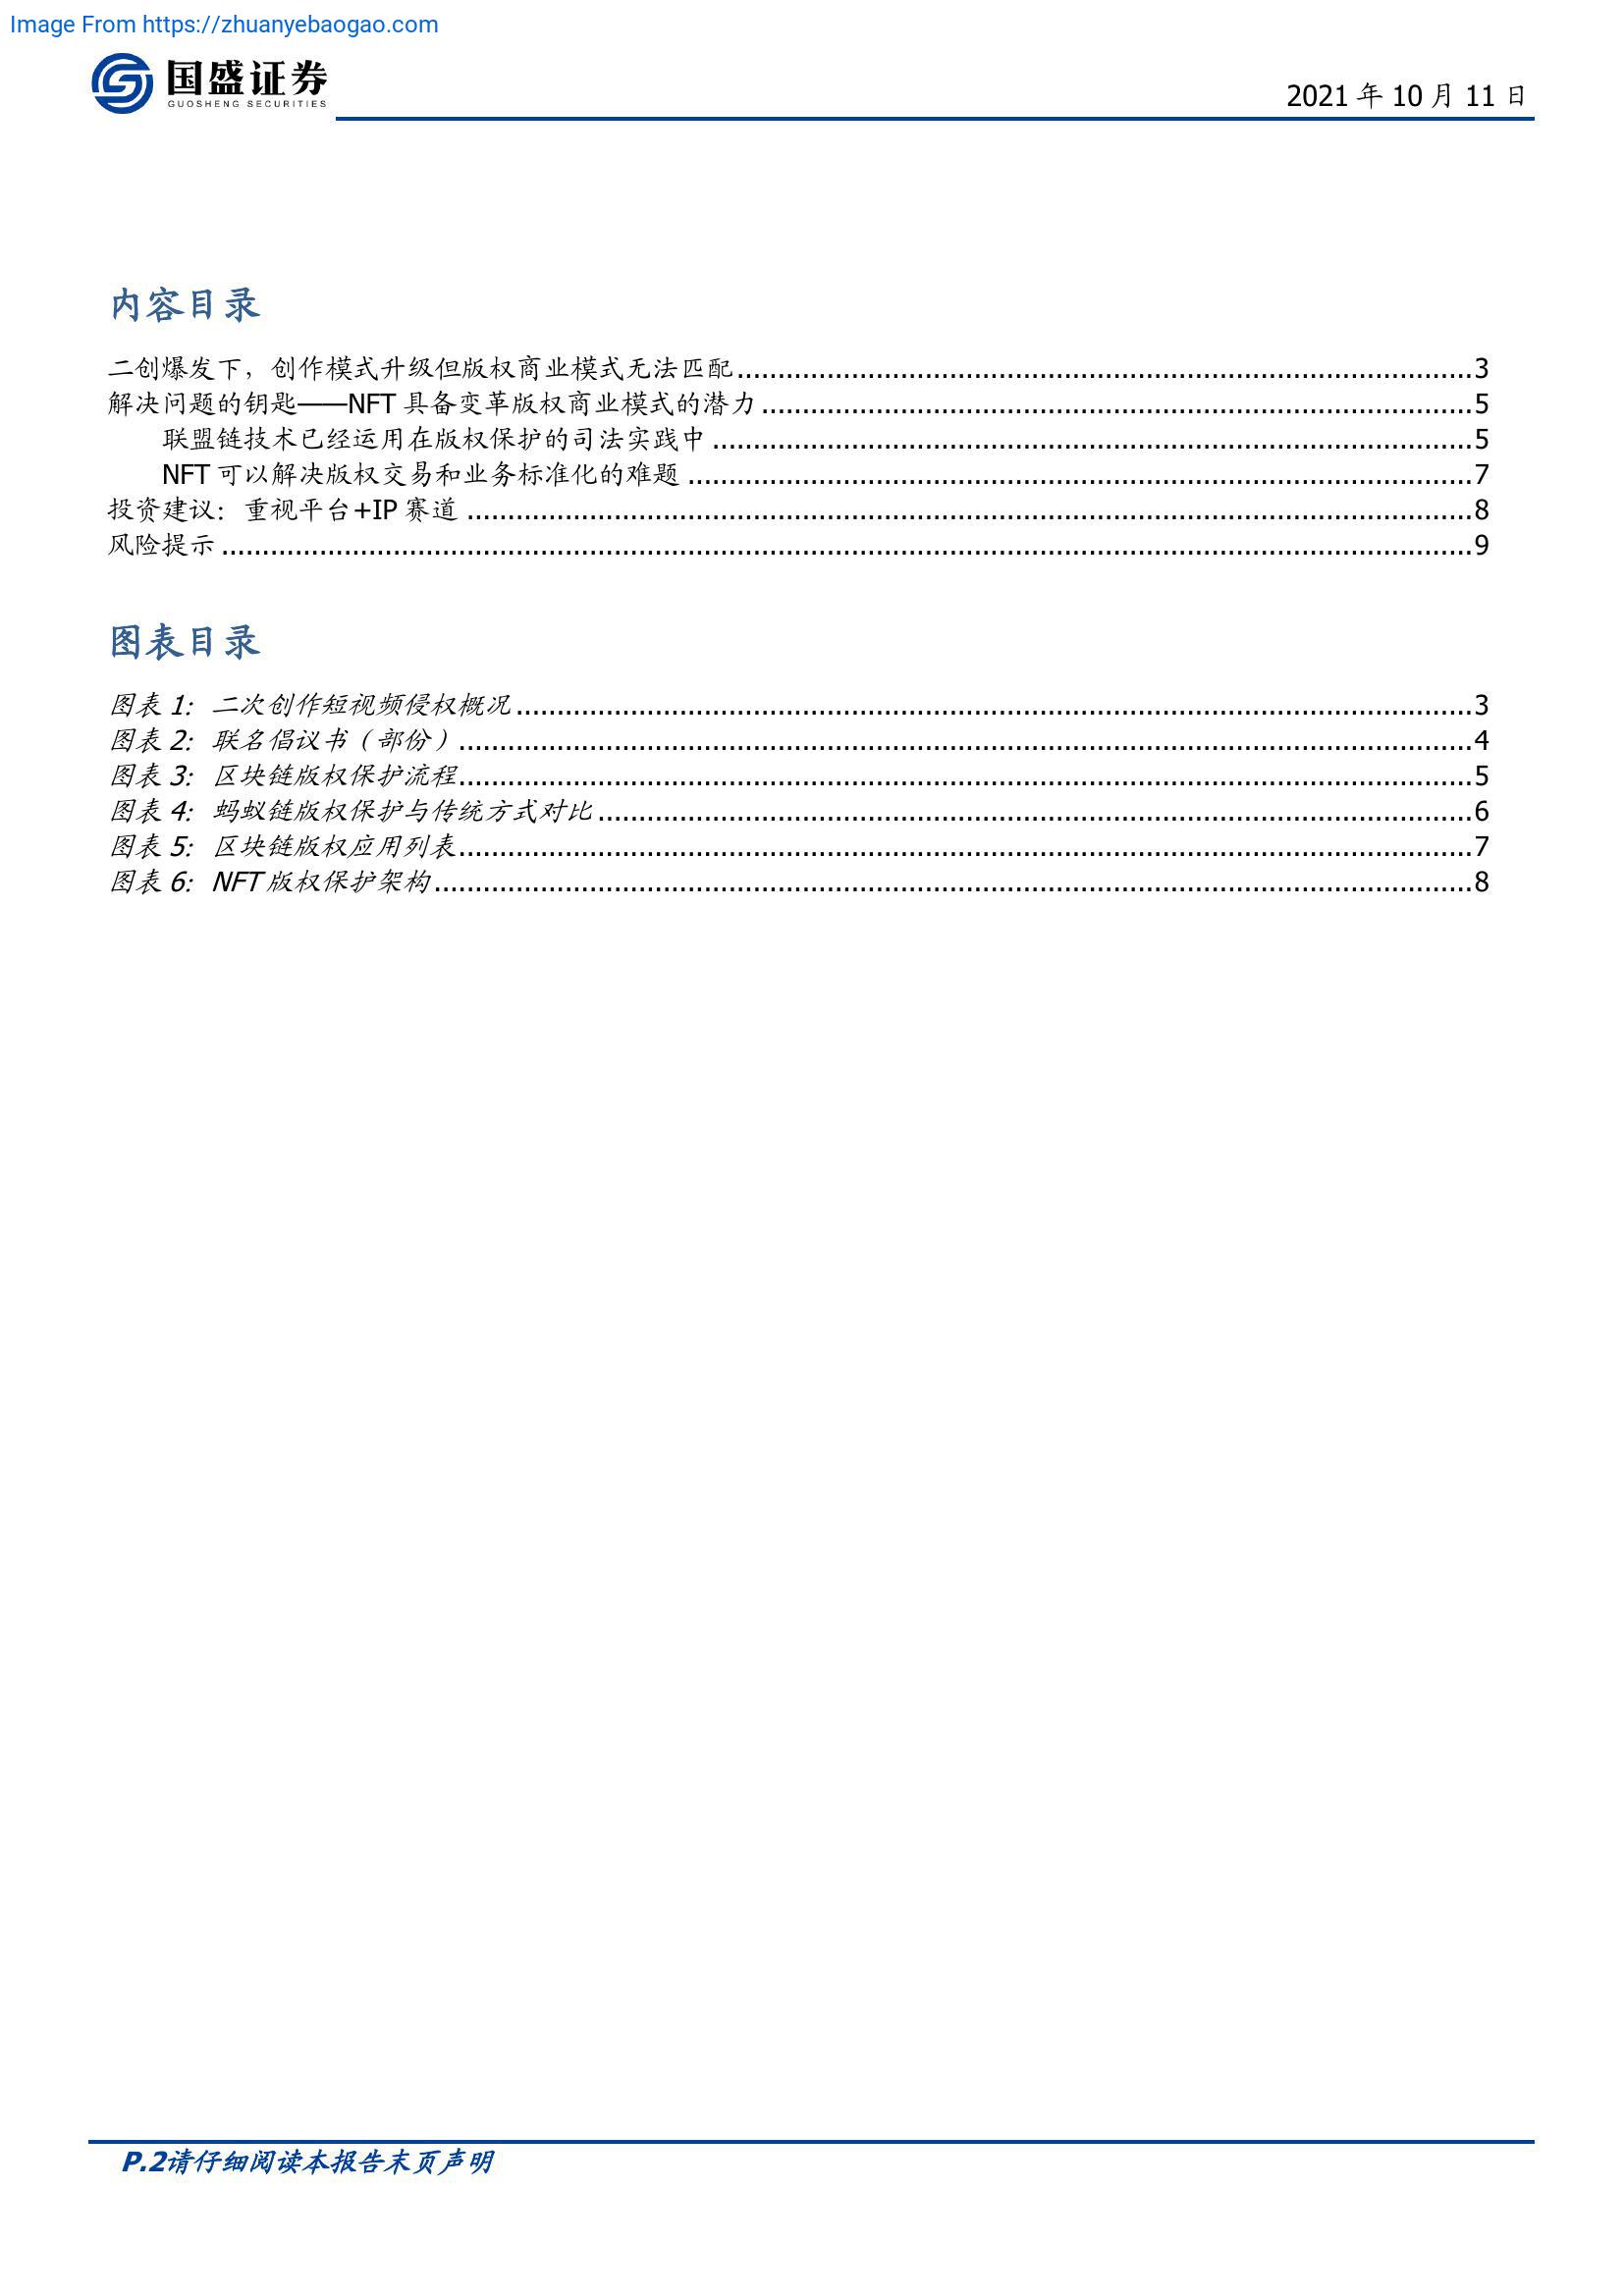 Image From https://zhuanyebaogao.com
国盛证券
GUOSHENG SECURITIES
2021 年 10 月 11 日
内容目录
二创爆发下，创作模式升级但版权商业模式无法匹配........................................3
解决问题的钥匙——NFT 具备变革版权商业模式的潜力........................................5
联盟链技术已经运用在版权保护的司法实践中........................................5
NFT 可以解决版权交易和业务标准化的难题........................................7
投资建议：重视平台+IP 赛道........................................8
风险提示........................................9
图表目录
图表 1：二次创作短视频侵权概况........................................3
图表 2：联名倡议书（部份）........................................4
图表 3：区块链版权保护流程........................................5
图表 4：蚂蚁链版权保护与传统方式对比........................................6
图表 5：区块链版权应用列表........................................7
图表 6：NFT 版权保护架构........................................8
P.2请仔细阅读本报告末页声明